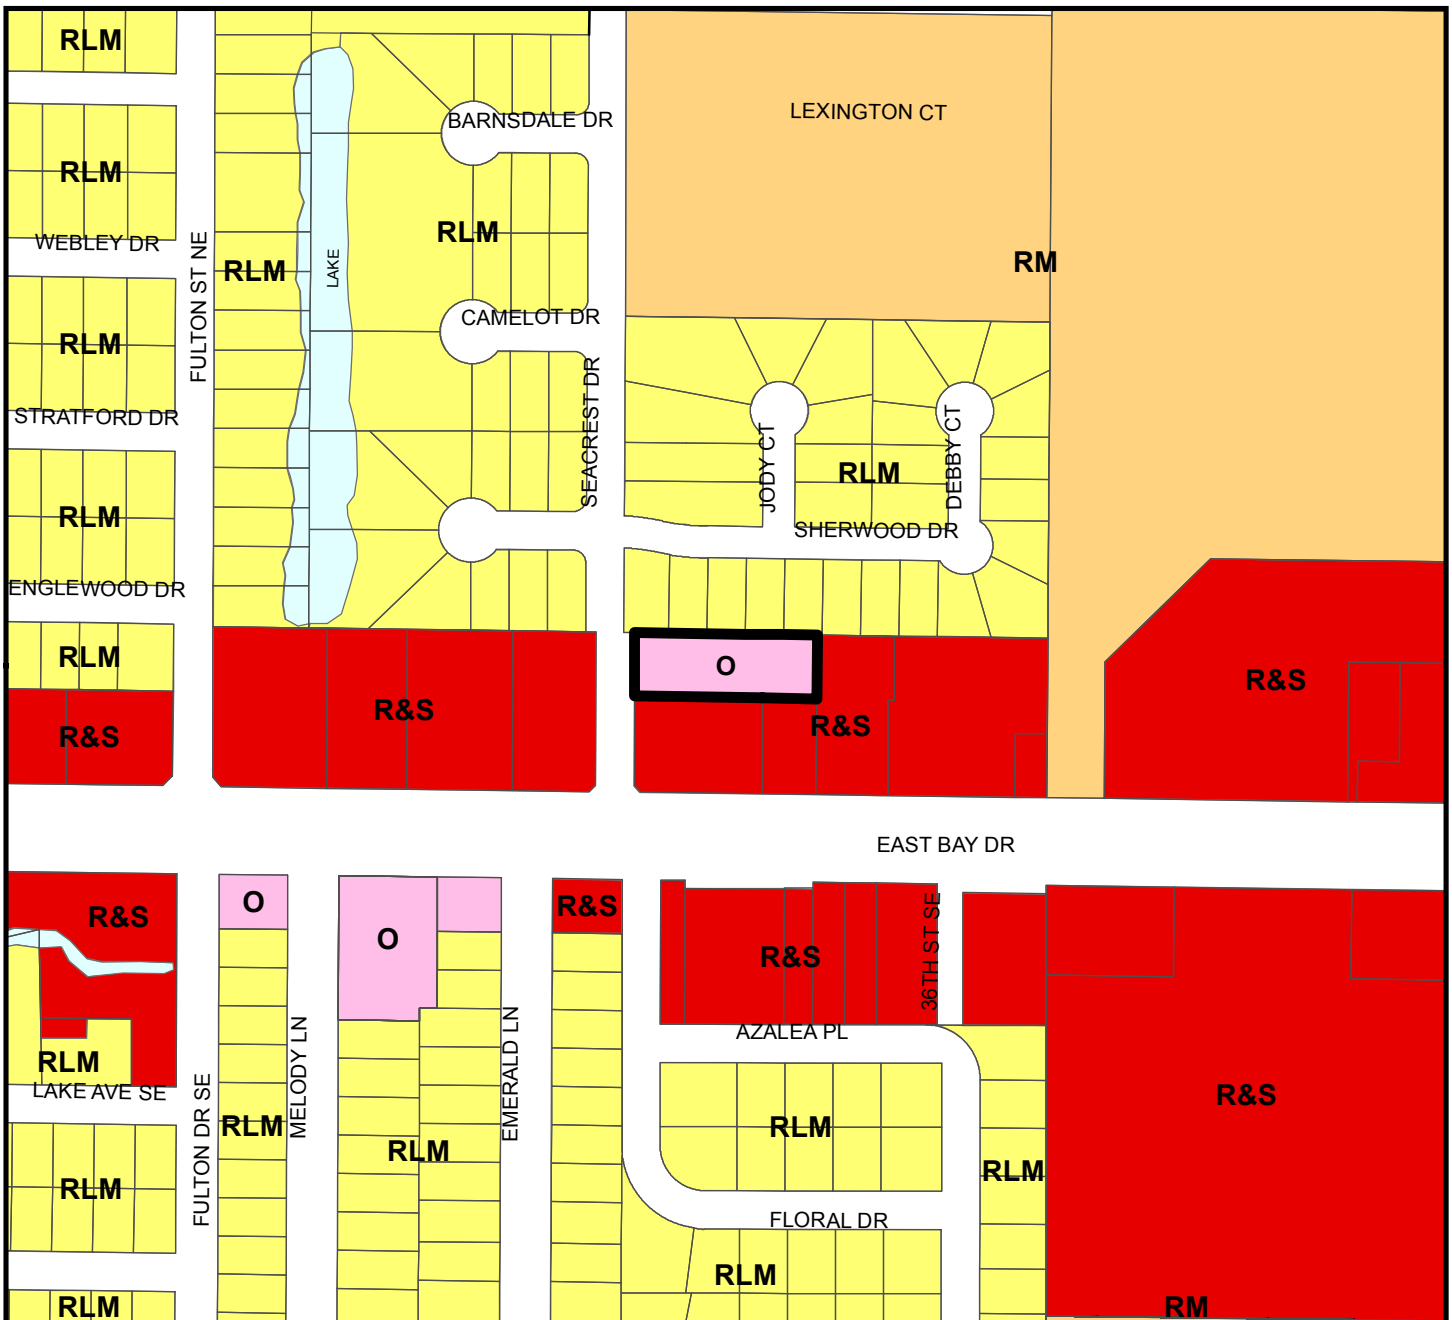 RLM
BARNSDALE DR
LEXINGTON CT
RLM
WEBLEY DR
FULTON ST NE
RLM
LAKE
RLM
RM
CAMELOT DR
RLM
STRATFORD DR
SEACREST DR
JODY CT
RLM
DEBBY CT
RLM
SHERWOOD DR
ENGLEWOOD DR
RLM
O
R&S
R&S
R&S
R&S
R&S
EAST BAY DR
R&S
O
O
R&S
R&S
36TH ST SE
AZALEA PL
RLM
LAKE AVE SE
FULTON DR SE
MELODY LN
EMERALD LN
R&S
RLM
RLM
RLM
RLM
RLM
FLORAL DR
RLM
RLM
RM